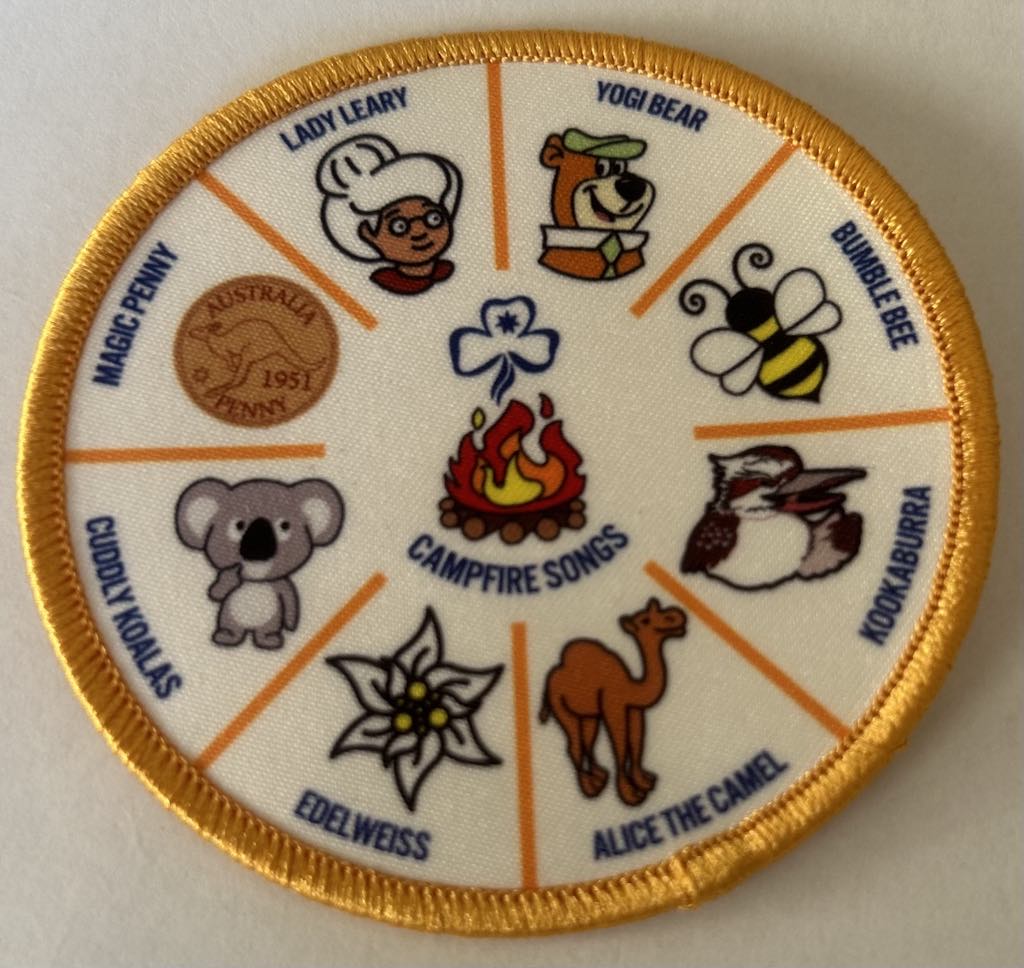 LADY LEARY
YOGI BEAR
BUMBLE BEE
KOOKABURRA
ALICE THE CAMEL
EDELWEISS
CUDDLY KOALAS
MAGIC PENNY
AUSTRALIA
1951
PENNY
CAMPFIRE SONGS